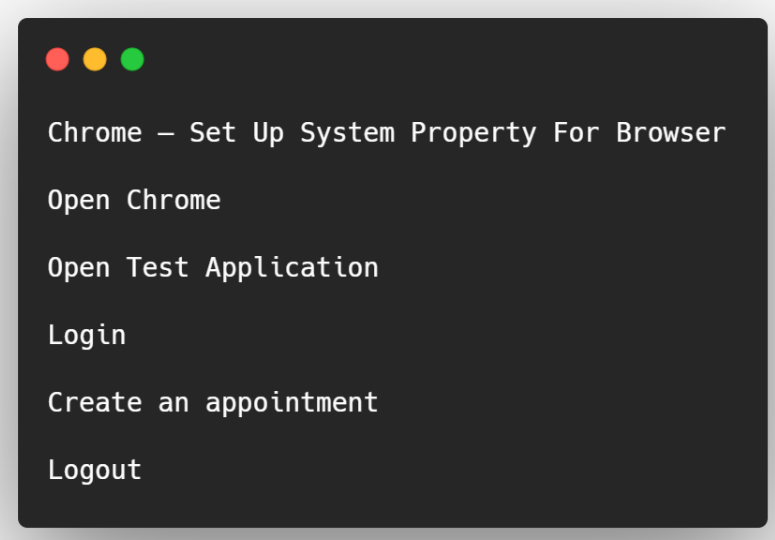 Chrome – Set Up System Property For Browser
Open Chrome
Open Test Application
Login
Create an appointment
Logout